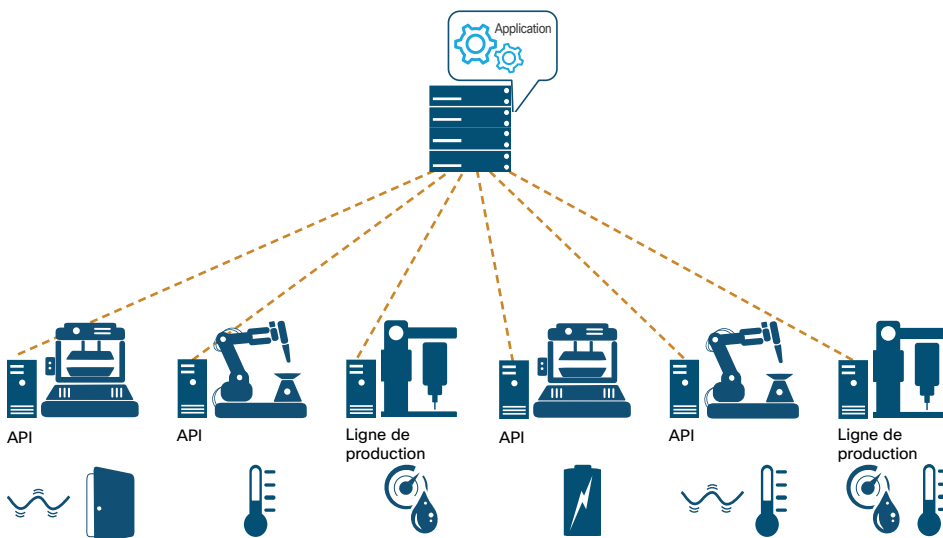 Application
API
API
Ligne de
production
API
API
Ligne de
production